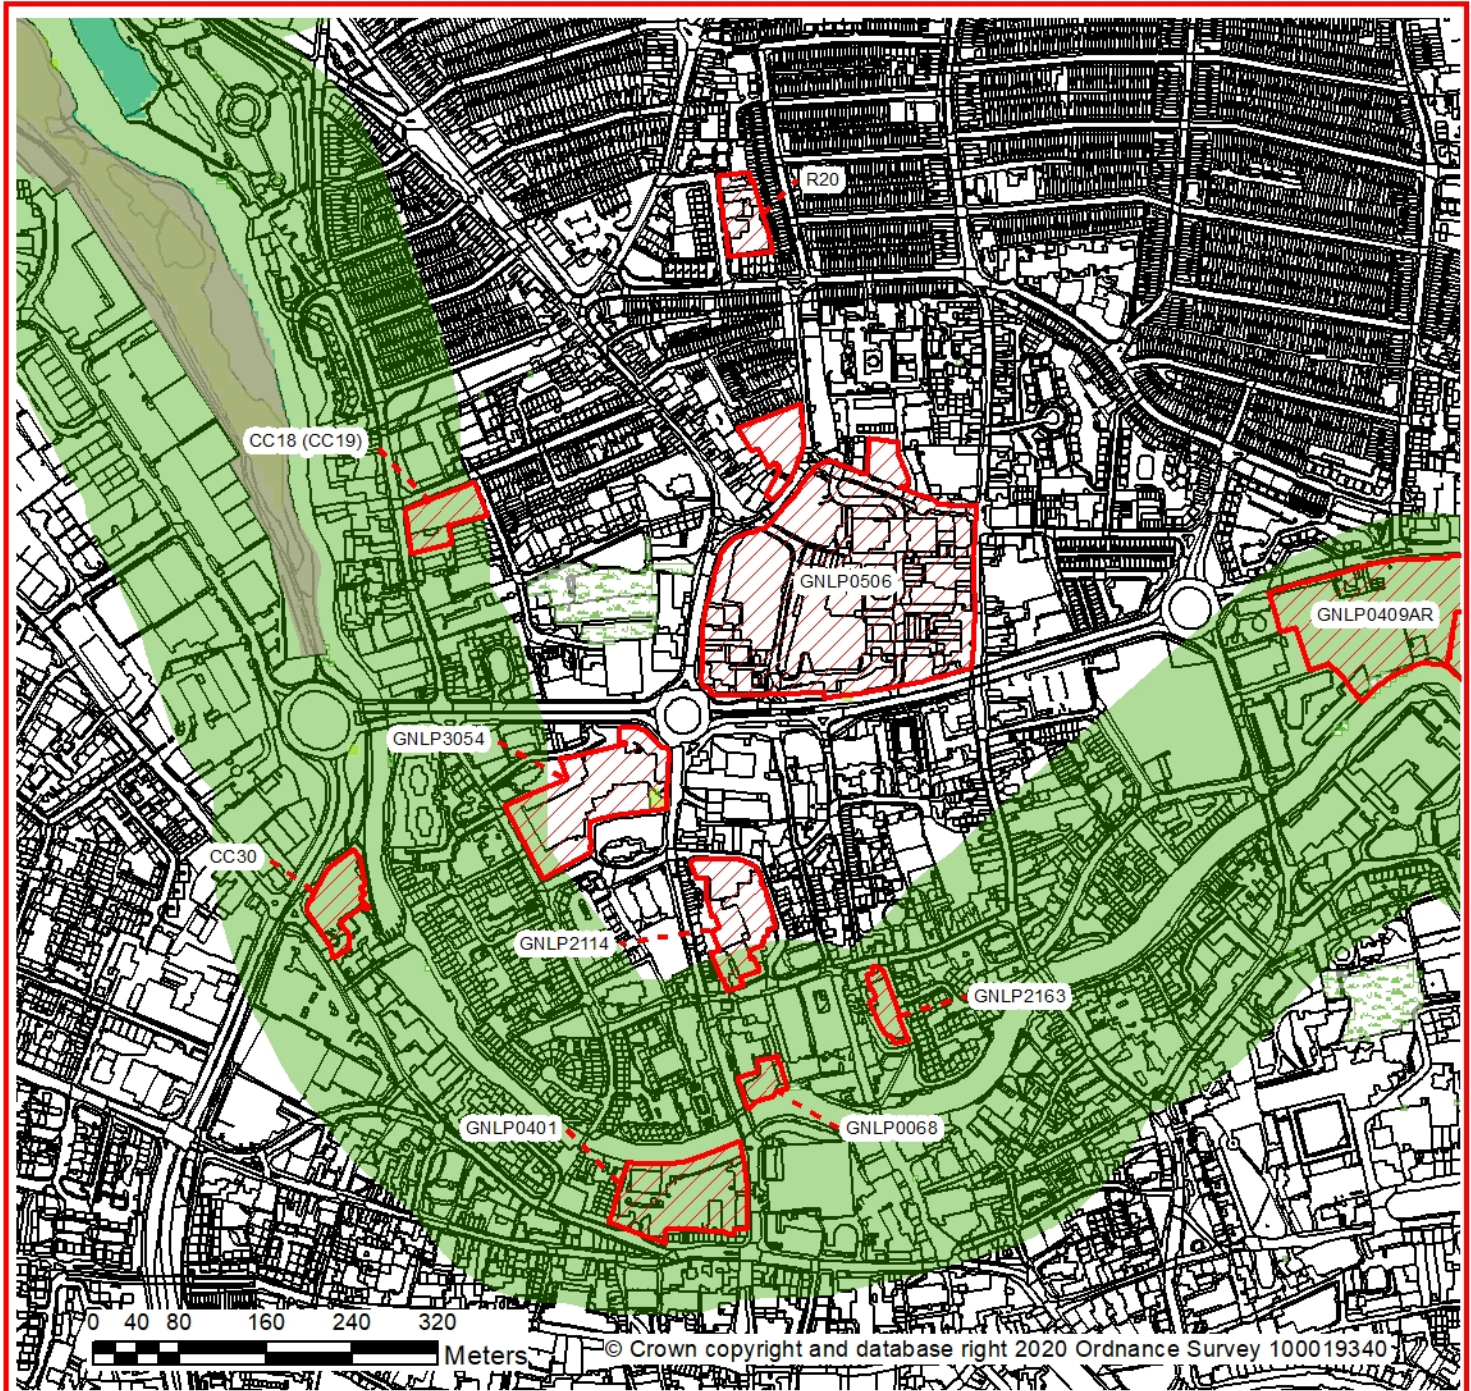 R20
CC18 (CC19)
GNLP0506
GNLP0409AR
GNLP3054
CC30
GNLP2114
GNLP2163
GNLP0401
GNLP0068
0 40 80 160 240 320
Meters
© Crown copyright and database right 2020 Ordnance Survey 100019340